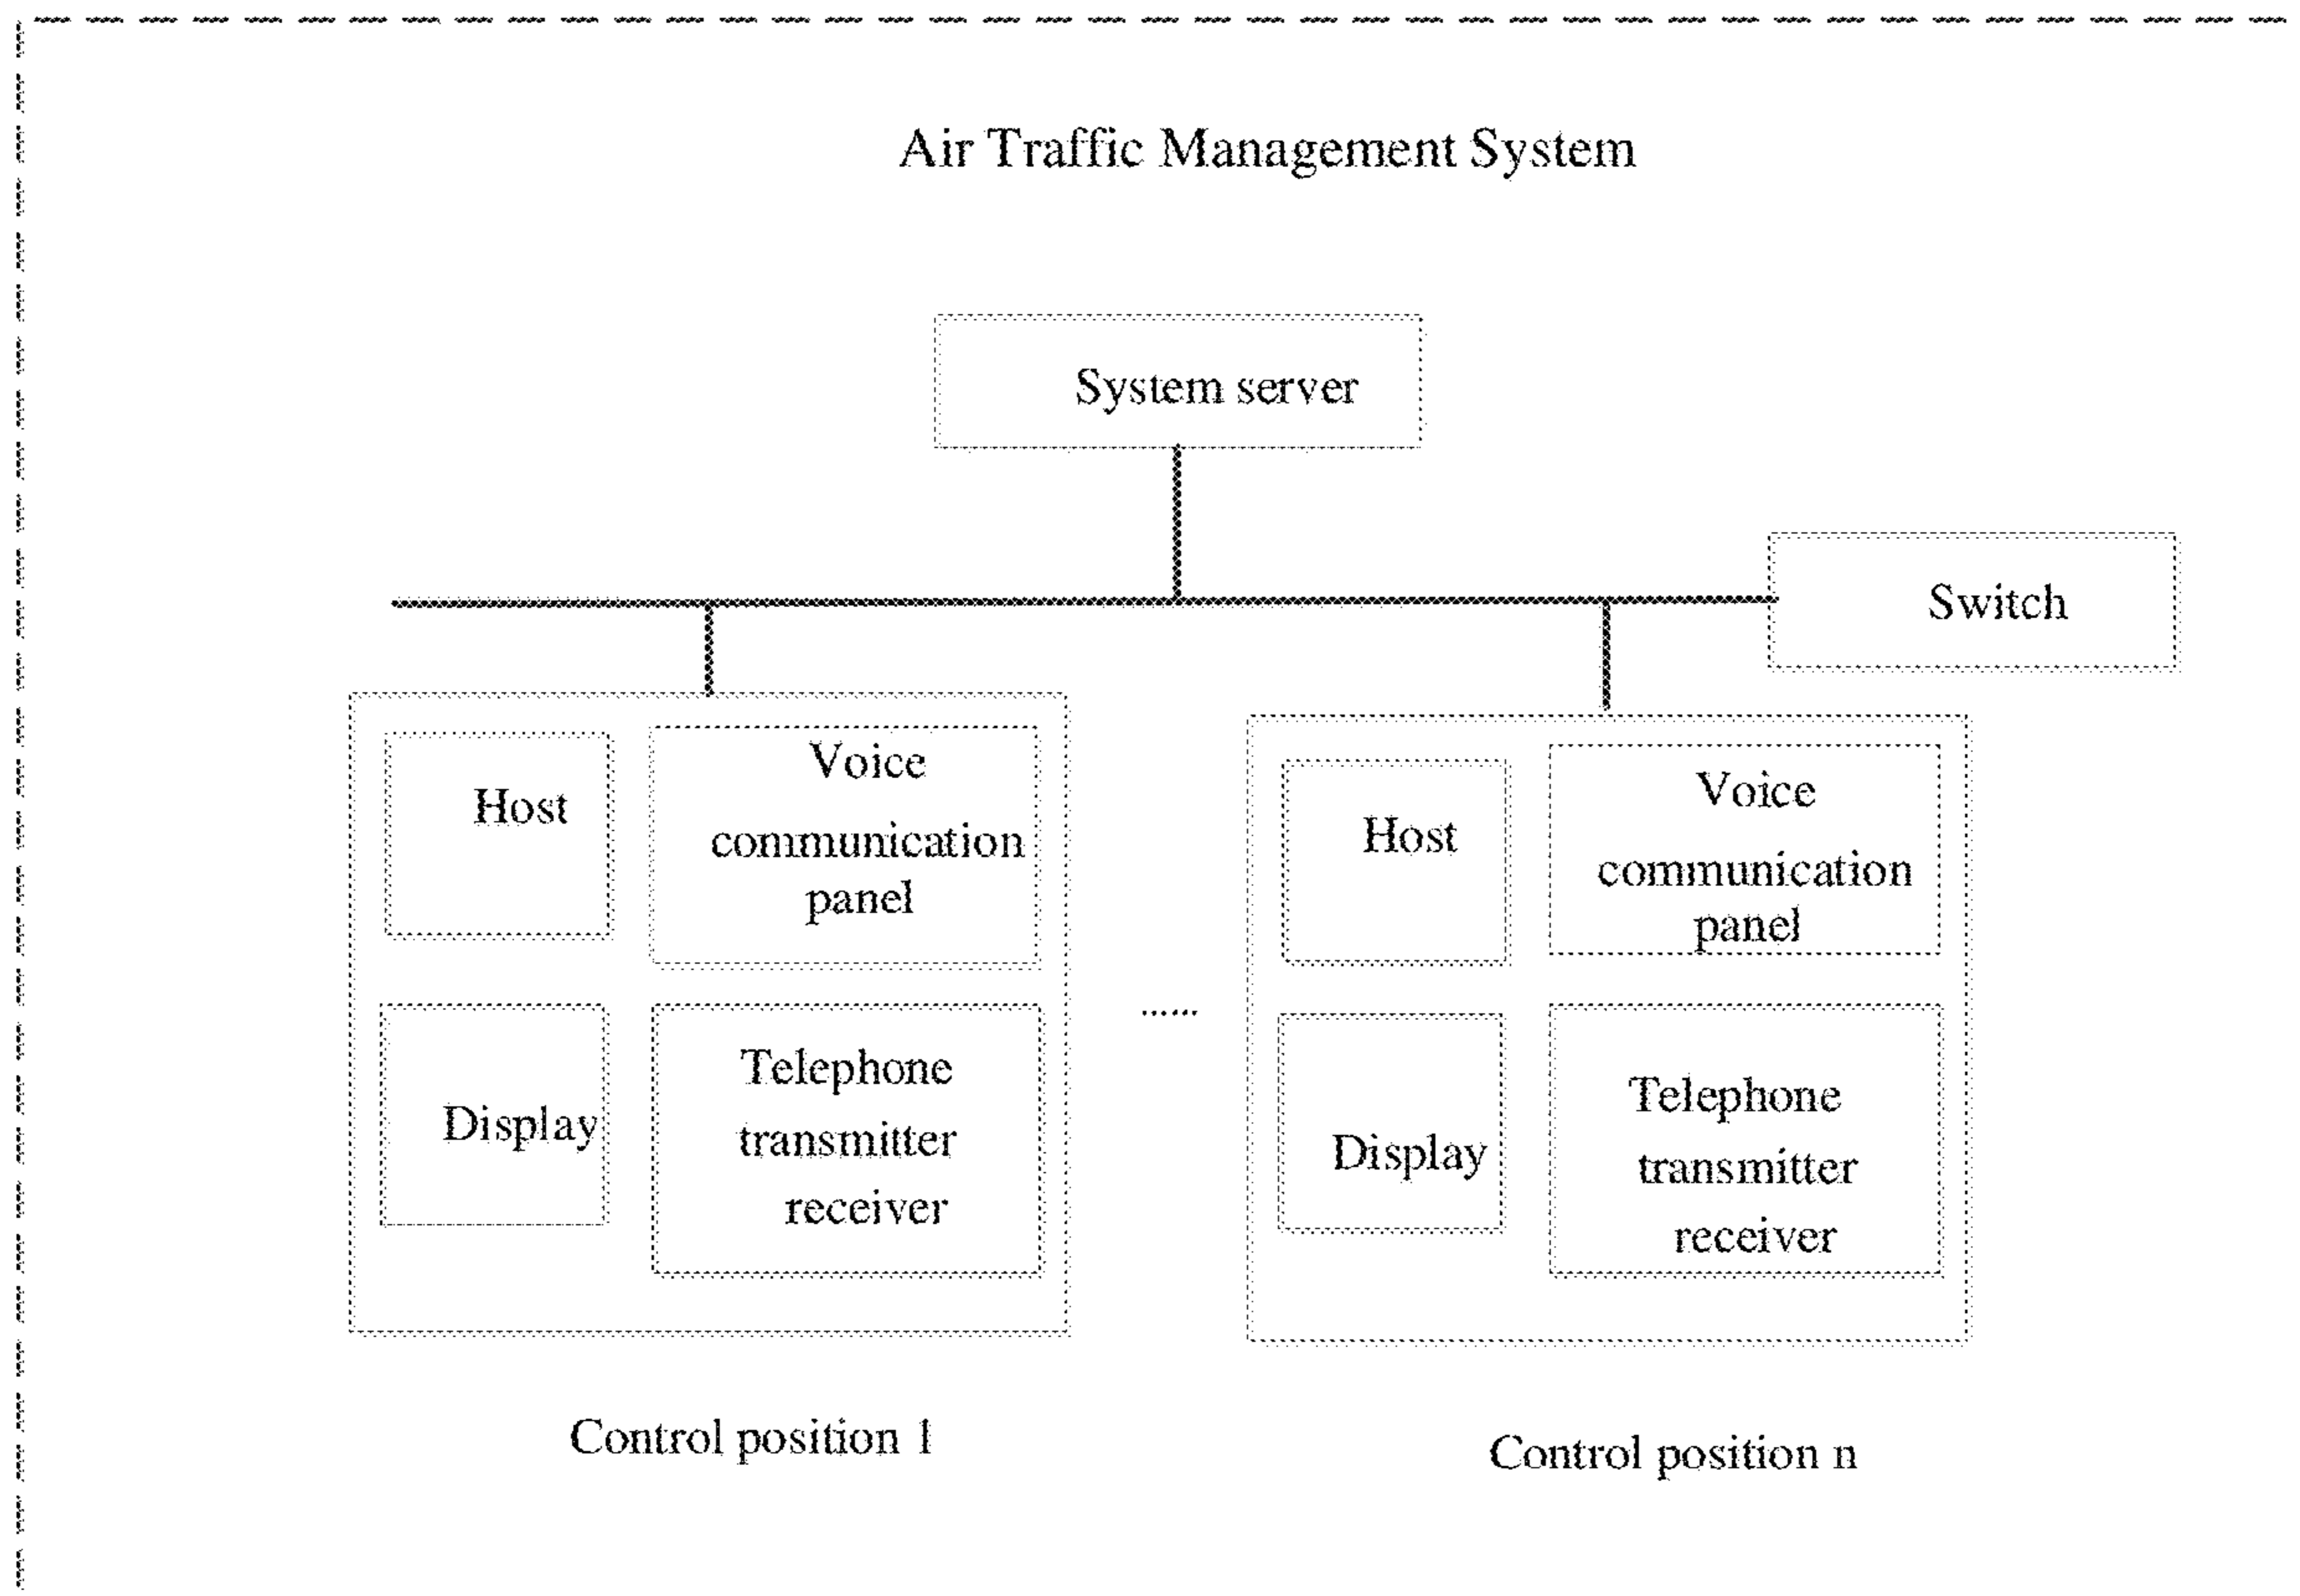 Air Traffic Management System
System server
Switch
Host
Voice
communication
panel
Display
Telephone
transmitter
receiver
......
Host
Voice
communication
panel
Display
Telephone
transmitter
receiver
Control position 1
Control position n